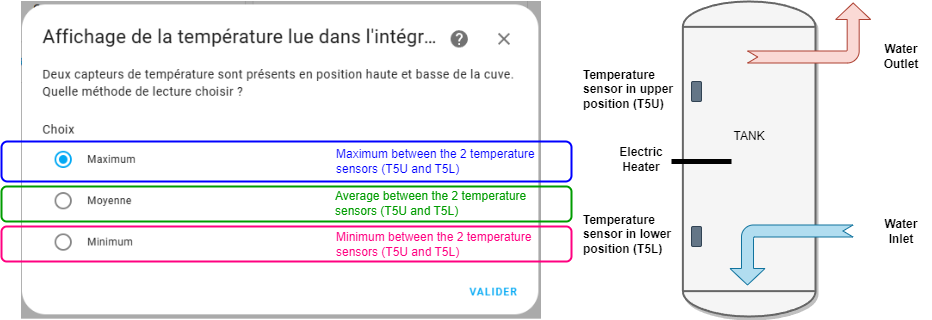 Affichage de la température lue dans l'intégr...
Deux capteurs de température sont présents en position haute et basse de la cuve.
Quelle méthode de lecture choisir ?
Choix
Maximum
Maximum between the 2 temperature
sensors (T5U and T5L)
Moyenne
Average between the 2 temperature
sensors (T5U and T5L)
Minimum
Minimum between the 2 temperature
sensors (T5U and T5L)
VALIDER
Temperature
sensor in upper
position (T5U)
Electric
Heater
Temperature
sensor in lower
position (T5L)
TANK
Water
Outlet
Water
Inlet